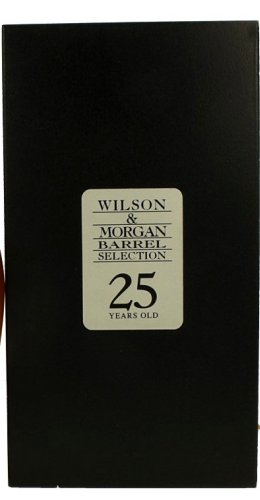 WILSON
&
MORGAN
BARREL
SELECTION
25
YEARS OLD